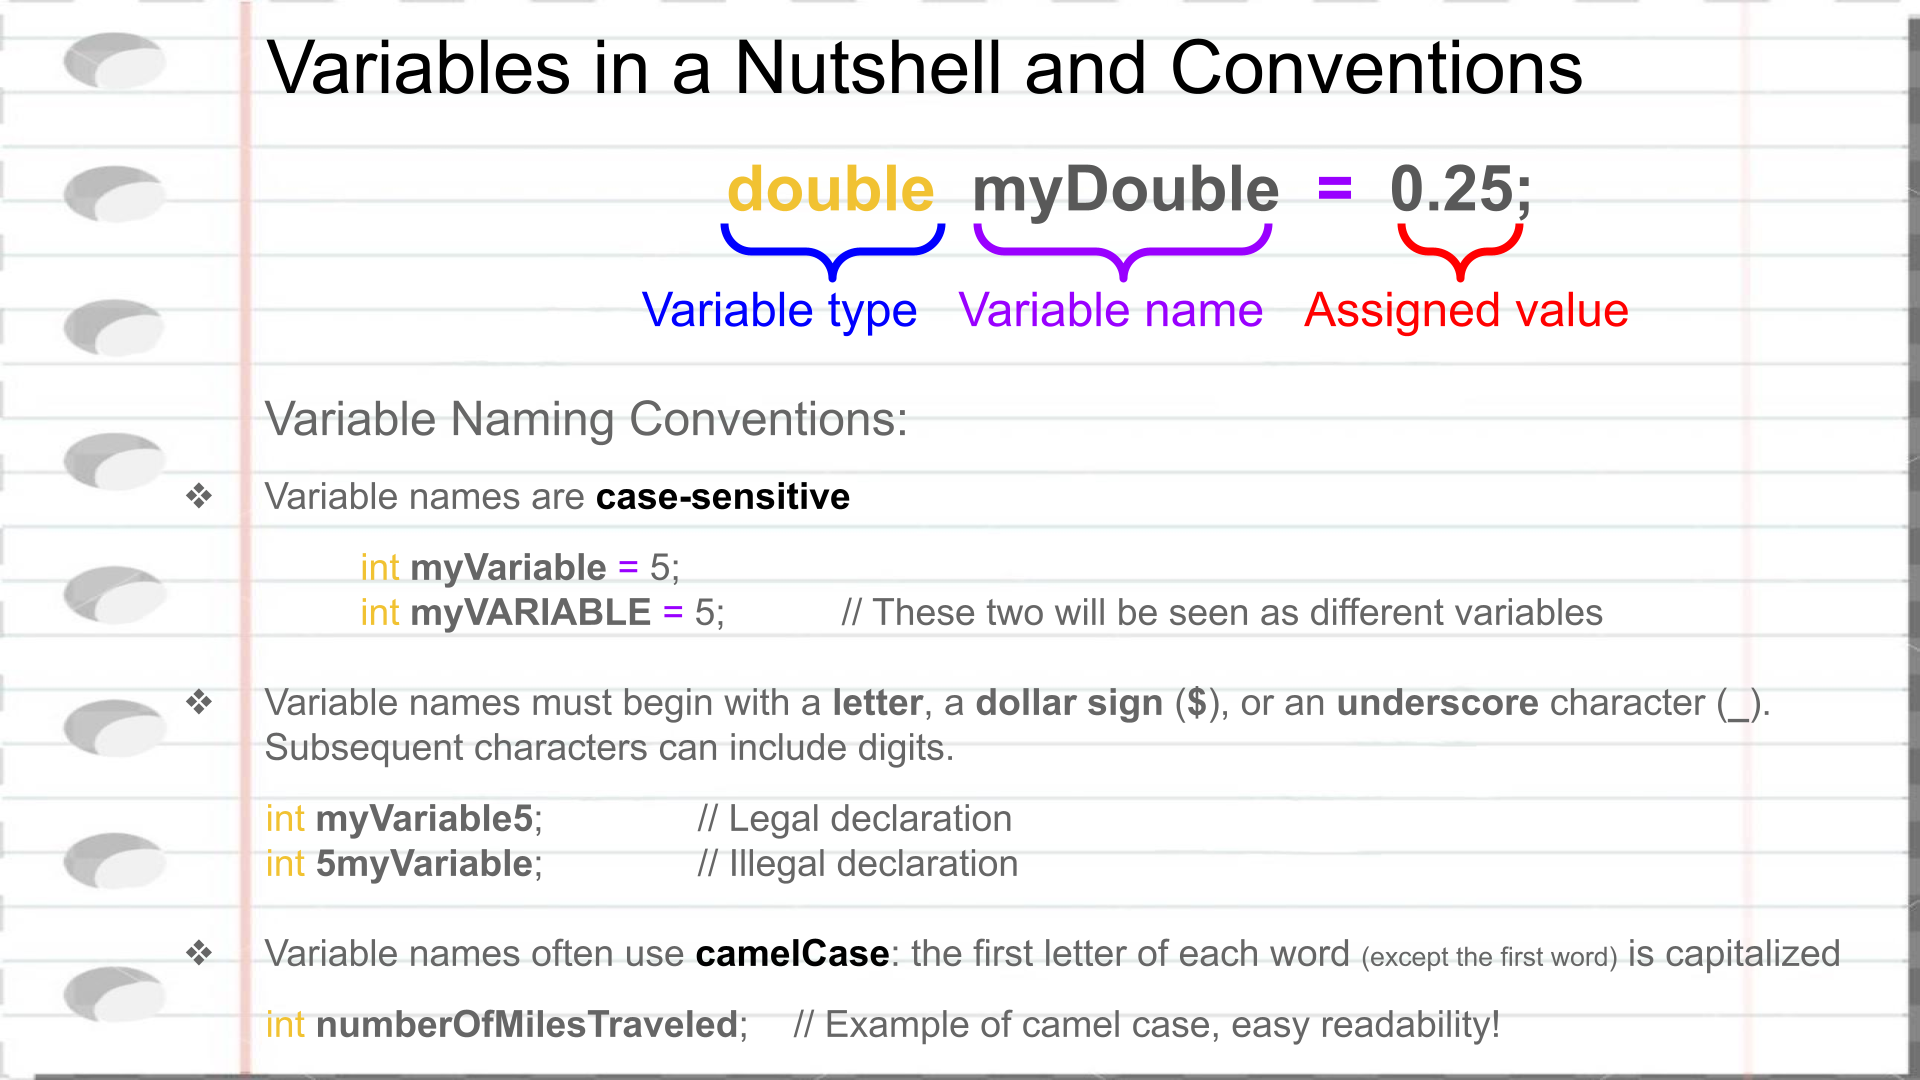 Variables in a Nutshell and Conventions
double myDouble = 0.25;
Variable type Variable name Assigned value
Variable Naming Conventions:
❖ Variable names are case-sensitive
int myVariable = 5;
int myVARIABLE = 5; // These two will be seen as different variables
❖ Variable names must begin with a letter, a dollar sign ($), or an underscore character (_).
Subsequent characters can include digits.
int myVariable5; // Legal declaration
int 5myVariable; // Illegal declaration
❖ Variable names often use camelCase: the first letter of each word (except the first word) is capitalized
int numberOfMilesTraveled; // Example of camel case, easy readability!